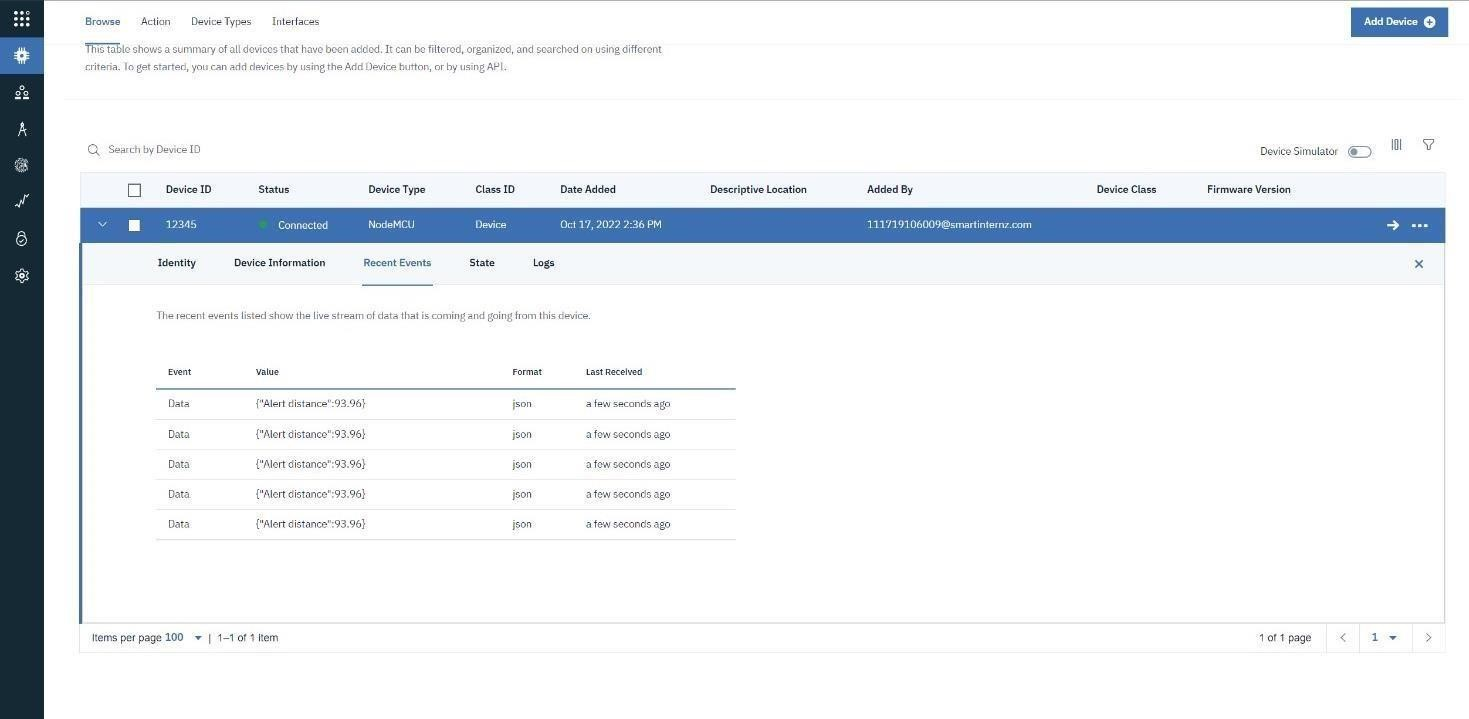 Browse Action Device Types Interfaces Add Device
This table shows a summary of all devices that have been added. It can be filtered, organized, and searched on using different
criteria. To get started, you can add devices by using the Add Device button, or by using API.
Search by Device ID
Device Simulator
Device ID Status Device Type Class ID Date Added Descriptive Location Added By Device Class Firmware Version
12345 Connected NodeMCU Device Oct 17, 2022 2:36 PM 111719106009@smartinternz.com
Identity Device Information Recent Events State Logs
The recent events listed show the live stream of data that is coming and going from this device.
Event Value Format Last Received
Data {"Alert distance":93.96} json a few seconds ago
Data {"Alert distance":93.96} json a few seconds ago
Data {"Alert distance":93.96} json a few seconds ago
Data {"Alert distance":93.96} json a few seconds ago
Data {"Alert distance":93.96} json a few seconds ago
Items per page 100 | 1–1 of 1 item 1 of 1 page 1